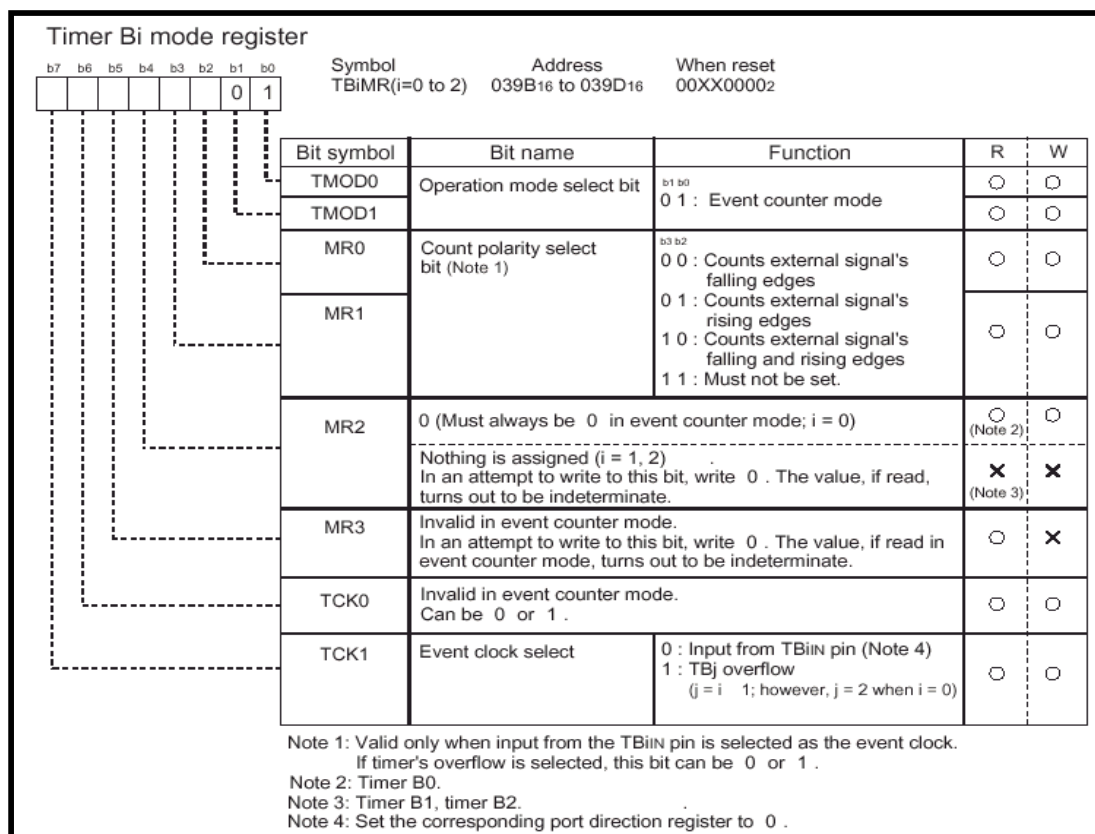 Timer Bi mode register
b7 b6 b5 b4 b3 b2 b1 b0
0 1
Symbol Address When reset
TBiMR(i=0 to 2) 039B16 to 039D16 00XX00002
Bit symbol Bit name Function R W
TMOD0 Operation mode select bit b1 b0
0 1 : Event counter mode
TMOD1
MR0 Count polarity select
bit (Note 1)
b3 b2
0 0 : Counts external signal's
falling edges
0 1 : Counts external signal's
rising edges
MR1
1 0 : Counts external signal's
falling and rising edges
1 1 : Must not be set.
MR2 0 (Must always be 0 in event counter mode; i = 0)
(Note 2)
Nothing is assigned (i = 1, 2) .
In an attempt to write to this bit, write 0 . The value, if read,
turns out to be indeterminate.
(Note 3)
MR3 Invalid in event counter mode.
In an attempt to write to this bit, write 0 . The value, if read in
event counter mode, turns out to be indeterminate.
TCK0 Invalid in event counter mode.
Can be 0 or 1 .
TCK1 Event clock select 0 : Input from TBiIN pin (Note 4)
1 : TBj overflow
(j = i 1; however, j = 2 when i = 0)
Note 1: Valid only when input from the TBiIN pin is selected as the event clock.
If timer's overflow is selected, this bit can be 0 or 1 .
Note 2: Timer B0.
Note 3: Timer B1, timer B2. .
Note 4: Set the corresponding port direction register to 0 .